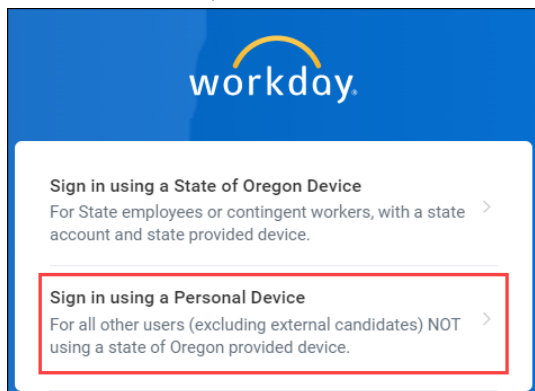 workday.
Sign in using a State of Oregon Device
For State employees or contingent workers, with a state
account and state provided device.
Sign in using a Personal Device
For all other users (excluding external candidates) NOT
using a state of Oregon provided device.